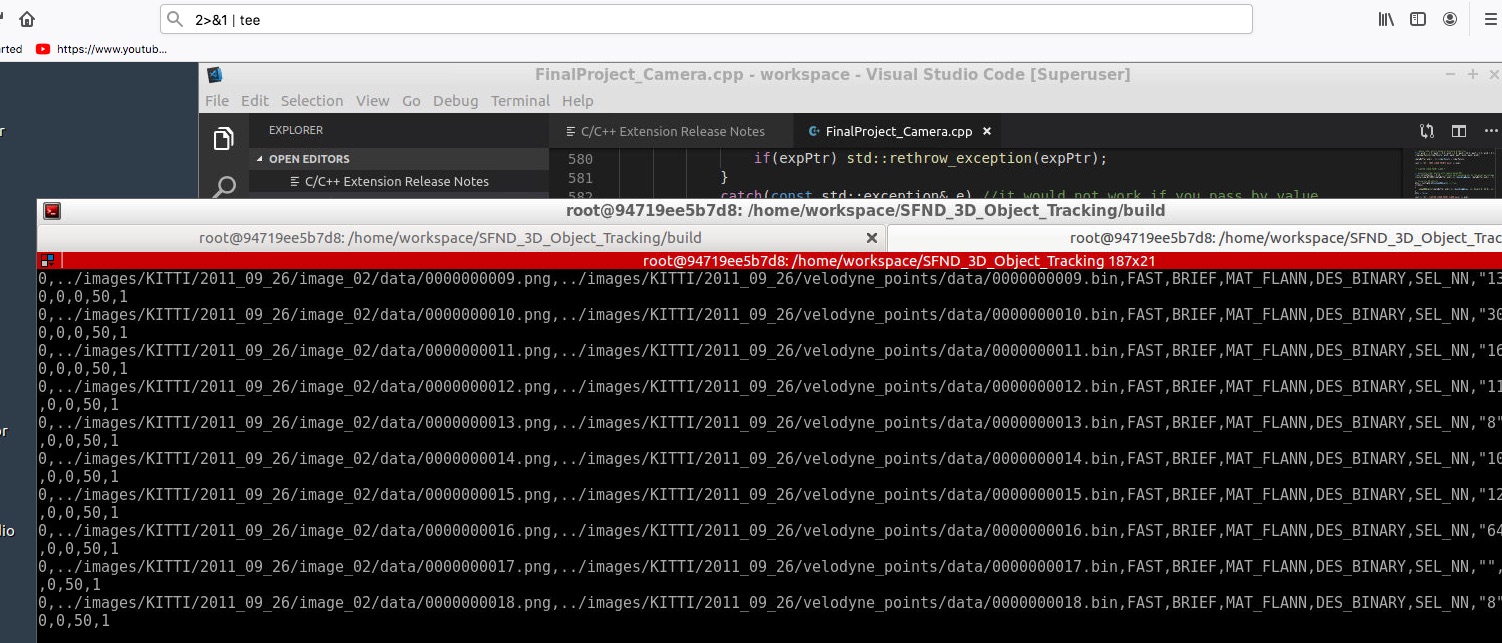 2>&1 | tee
arted https://www.youtub...
FinalProject_Camera.cpp - workspace - Visual Studio Code [Superuser]
File Edit Selection View Go Debug Terminal Help
EXPLORER
C/C++ Extension Release Notes FinalProject_Camera.cpp
OPEN EDITORS
C/C++ Extension Release Notes
580 if(expPtr) std::rethrow_exception(expPtr);
581 }
582 catch(const std::exception& e) //it would not work if you pass by value
root@94719ee5b7d8: /home/workspace/SFND_3D_Object_Tracking/build
root@94719ee5b7d8: /home/workspace/SFND_3D_Object_Tracking/build root@94719ee5b7d8: /home/workspace/SFND_3D_Object_Trac
root@94719ee5b7d8: /home/workspace/SFND_3D_Object_Tracking 187x21
0,../images/KITTI/2011_09_26/image_02/data/0000000009.png,../images/KITTI/2011_09_26/velodyne_points/data/0000000009.bin,FAST,BRIEF,MAT_FLANN,DES_BINARY,SEL_NN,"13
0,0,0,50,1
0,../images/KITTI/2011_09_26/image_02/data/0000000010.png,../images/KITTI/2011_09_26/velodyne_points/data/0000000010.bin,FAST,BRIEF,MAT_FLANN,DES_BINARY,SEL_NN,"30
0,0,0,50,1
0,../images/KITTI/2011_09_26/image_02/data/0000000011.png,../images/KITTI/2011_09_26/velodyne_points/data/0000000011.bin,FAST,BRIEF,MAT_FLANN,DES_BINARY,SEL_NN,"16
0,0,0,50,1
0,../images/KITTI/2011_09_26/image_02/data/0000000012.png,../images/KITTI/2011_09_26/velodyne_points/data/0000000012.bin,FAST,BRIEF,MAT_FLANN,DES_BINARY,SEL_NN,"11
,0,0,50,1
0,../images/KITTI/2011_09_26/image_02/data/0000000013.png,../images/KITTI/2011_09_26/velodyne_points/data/0000000013.bin,FAST,BRIEF,MAT_FLANN,DES_BINARY,SEL_NN,"8"
,0,0,50,1
0,../images/KITTI/2011_09_26/image_02/data/0000000014.png,../images/KITTI/2011_09_26/velodyne_points/data/0000000014.bin,FAST,BRIEF,MAT_FLANN,DES_BINARY,SEL_NN,"10
,0,0,50,1
0,../images/KITTI/2011_09_26/image_02/data/0000000015.png,../images/KITTI/2011_09_26/velodyne_points/data/0000000015.bin,FAST,BRIEF,MAT_FLANN,DES_BINARY,SEL_NN,"12
,0,0,50,1
0,../images/KITTI/2011_09_26/image_02/data/0000000016.png,../images/KITTI/2011_09_26/velodyne_points/data/0000000016.bin,FAST,BRIEF,MAT_FLANN,DES_BINARY,SEL_NN,"64
,0,0,50,1
0,../images/KITTI/2011_09_26/image_02/data/0000000017.png,../images/KITTI/2011_09_26/velodyne_points/data/0000000017.bin,FAST,BRIEF,MAT_FLANN,DES_BINARY,SEL_NN,"",
,0,50,1
0,../images/KITTI/2011_09_26/image_02/data/0000000018.png,../images/KITTI/2011_09_26/velodyne_points/data/0000000018.bin,FAST,BRIEF,MAT_FLANN,DES_BINARY,SEL_NN,"8"
0,0,50,1